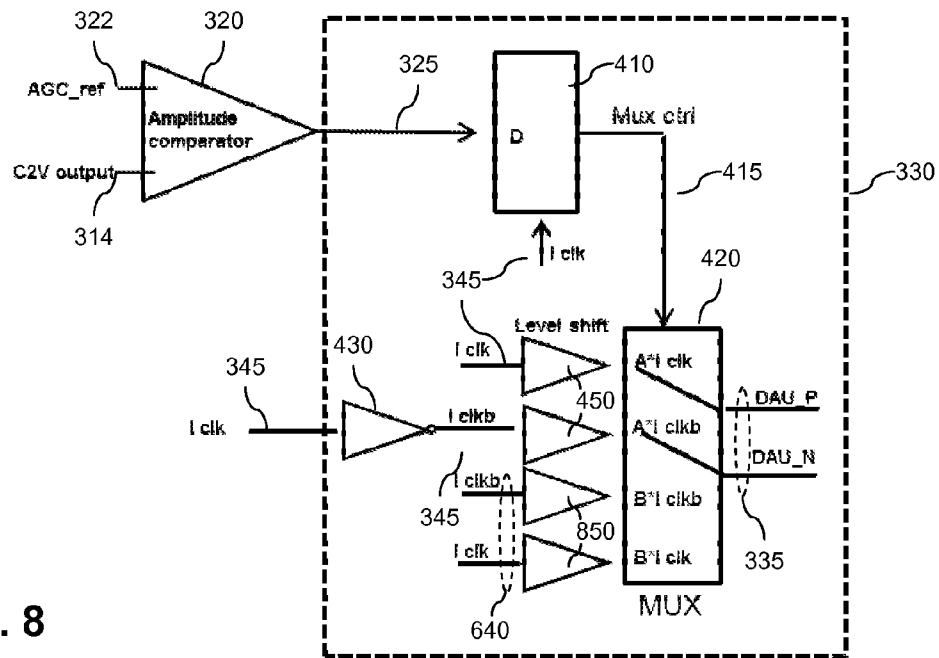 322
320
AGC_ref
Amplitude
comparator
C2V output
314
325
410
D
Mux ctrl
415
330
I clk
345
345
420
Level shift
I clk
A*I clk
345
430
450
DAU_P
I clk
I clkb
A*I clkb
DAU_N
345
I clkb
B*I clkb
850
I clk
B*I clk
335
640
MUX
. 8